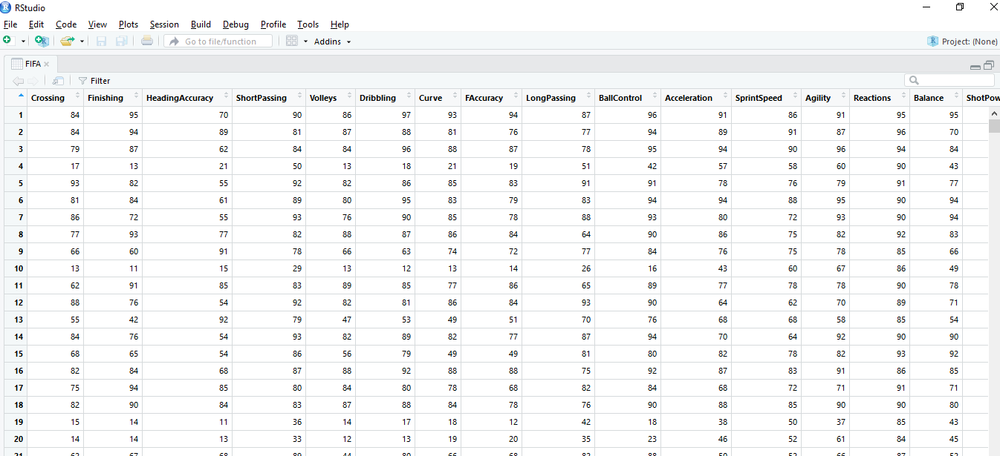 RStudio
File Edit Code View Plots Session Build Debug Profile Tools Help
Go to file/function Addins Project: (None)
FIFA
Filter
Crossing Finishing HeadingAccuracy ShortPassing Volleys Dribbling Curve FAccuracy LongPassing BallControl Acceleration SprintSpeed Agility Reactions Balance ShotPow
1 84 95 70 90 86 97 93 94 87 96 91 86 91 95 95
2 84 94 89 81 87 88 81 76 77 94 89 91 87 96 70
3 79 87 62 84 84 96 88 87 78 95 94 90 96 94 84
4 17 13 21 50 13 18 21 19 51 42 57 58 60 90 43
5 93 82 55 92 82 86 85 83 91 91 78 76 79 91 77
6 81 84 61 89 80 95 83 79 83 94 94 88 95 90 94
7 86 72 55 93 76 90 85 78 88 93 80 72 93 90 94
8 77 93 77 82 88 87 86 84 64 90 86 75 82 92 83
9 66 60 91 78 66 63 74 72 77 84 76 75 78 85 66
10 13 11 15 29 13 12 13 14 26 16 43 60 67 86 49
11 62 91 85 83 89 85 77 86 65 89 77 78 78 90 78
12 88 76 54 92 82 81 86 84 93 90 64 62 70 89 71
13 55 42 92 79 47 53 49 51 70 76 68 68 58 85 54
14 84 76 54 93 82 89 82 77 87 94 70 64 92 90 90
15 68 65 54 86 56 79 49 49 81 80 82 78 82 93 92
16 82 84 68 87 88 92 88 88 75 92 87 83 91 86 85
17 75 94 85 80 84 80 78 68 82 84 68 72 71 91 71
18 82 90 84 83 87 88 84 78 76 90 88 85 90 90 80
19 15 14 11 36 14 17 18 12 42 18 38 50 37 85 43
20 14 14 13 33 12 13 19 20 35 23 46 52 61 84 45